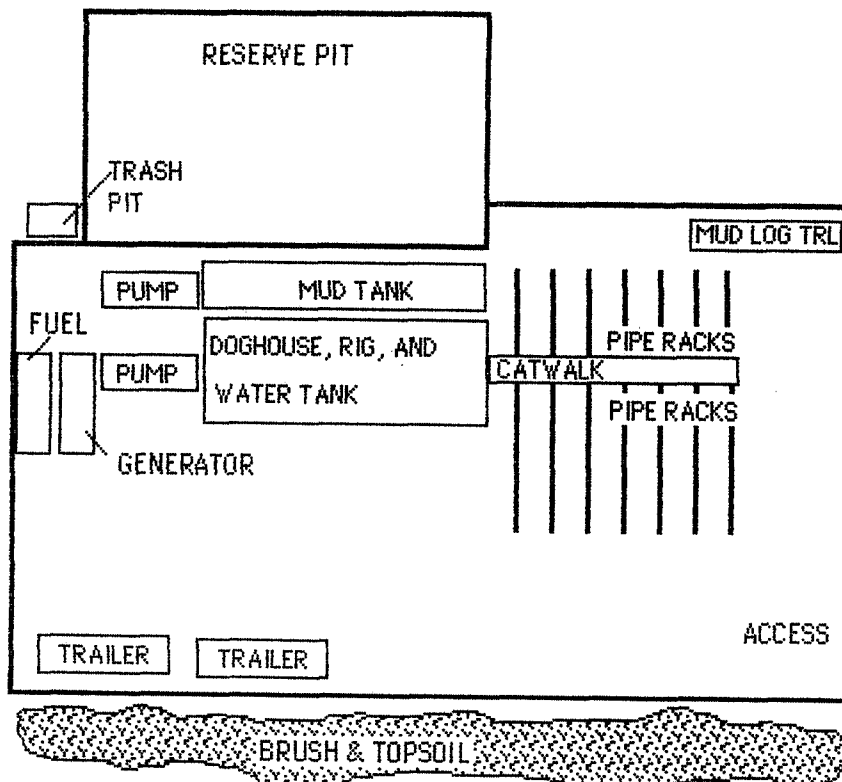 RESERVE PIT
TRASH
PIT
MUD LOG TRL
PUMP
MUD TANK
FUEL
DOGHOUSE, RIG, AND
WATER TANK
PIPE RACKS
PUMP
CATWALK
PIPE RACKS
GENERATOR
ACCESS
TRAILER
TRAILER
BRUSH & TOPSOIL